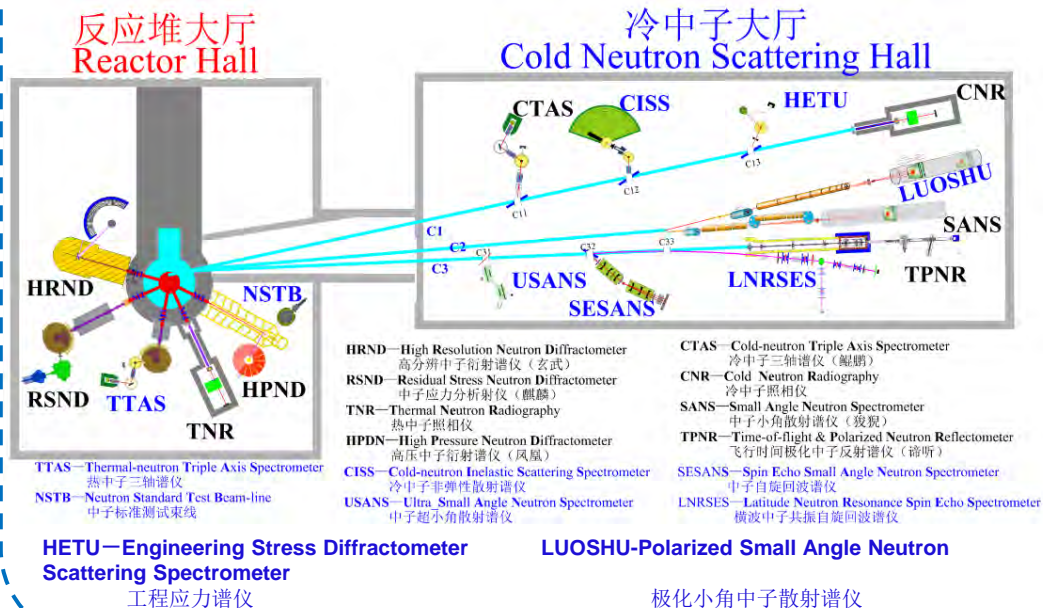 反应堆大厅
Reactor Hall
冷中子大厅
Cold Neutron Scattering Hall
CTAS
CISS
HETU
CNR
C13
C12
C11
LUOSHU
C1
C2
C3
C31
C32
C33
SANS
USANS
SESANS
LNRSES
TPNR
HRND
NSTB
RSND
TTAS
TNR
HPND
HRND—High Resolution Neutron Diffractometer
高分辨中子衍射谱仪（玄武）
RSND—Residual Stress Neutron Diffractometer
中子应力分析射仪（麒麟）
TNR—Thermal Neutron Radiography
热中子照相仪
HPDN—High Pressure Neutron Diffractometer
高压中子衍射谱仪（凤凰）
CISS—Cold-neutron Inelastic Scattering Spectrometer
冷中子非弹性散射谱仪
USANS—Ultra_Small Angle Neutron Spectrometer
中子超小角散射谱仪
CTAS—Cold-neutron Triple Axis Spectrometer
冷中子三轴谱仪（鲲鹏）
CNR—Cold Neutron Radiography
冷中子照相仪
SANS—Small Angle Neutron Spectrometer
中子小角散射谱仪（狻猊）
TPNR—Time-of-flight & Polarized Neutron Reflectometer
飞行时间极化中子反射谱仪（谛听）
SESANS—Spin Echo Small Angle Neutron Spectrometer
中子自旋回波谱仪
LNRSES—Latitude Neutron Resonance Spin Echo Spectrometer
横波中子共振自旋回波谱仪
TTAS—Thermal-neutron Triple Axis Spectrometer
热中子三轴谱仪
NSTB—Neutron Standard Test Beam-line
中子标准测试束线
HETU－Engineering Stress Diffractometer
Scattering Spectrometer
工程应力谱仪
LUOSHU-Polarized Small Angle Neutron
极化小角中子散射谱仪